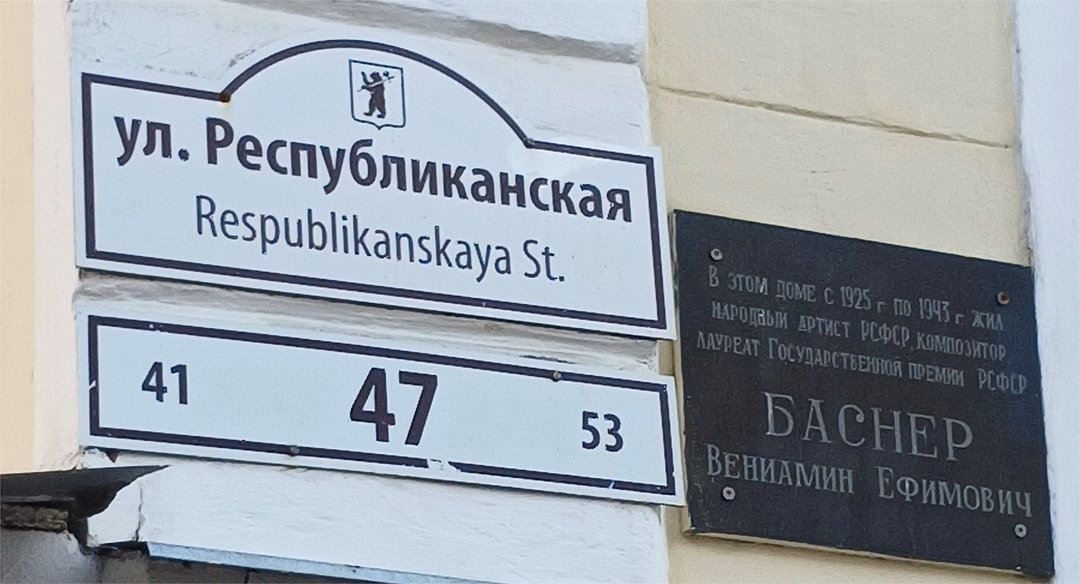 ул. Республиканская
Respublikanskaya St.
41 47 53
В этом доме с 1925 г. по 1943 г. жил
народный артист РСФСР, композитор,
лауреат Государственной премии РСФСР
БАСНЕР
Вениамин Ефимович